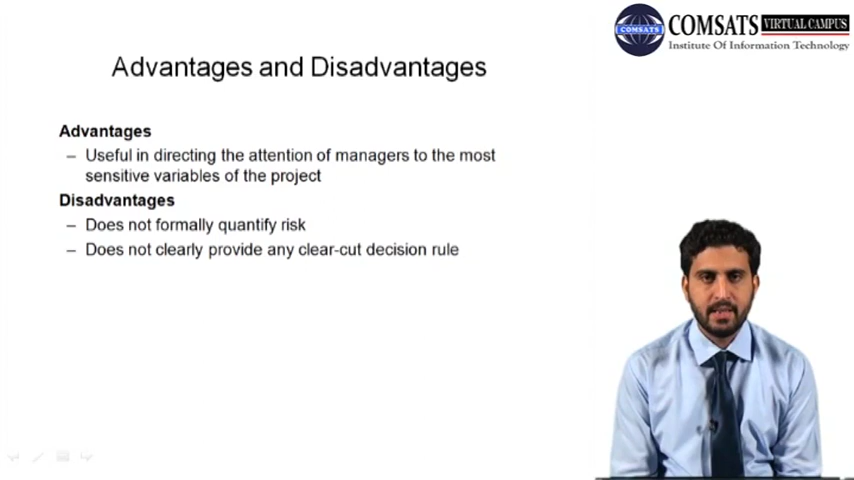 COMSATS
COMSATS VIRTUAL CAMPUS
Institute Of Information Technology
Advantages and Disadvantages
Advantages
– Useful in directing the attention of managers to the most
sensitive variables of the project
Disadvantages
– Does not formally quantify risk
– Does not clearly provide any clear-cut decision rule